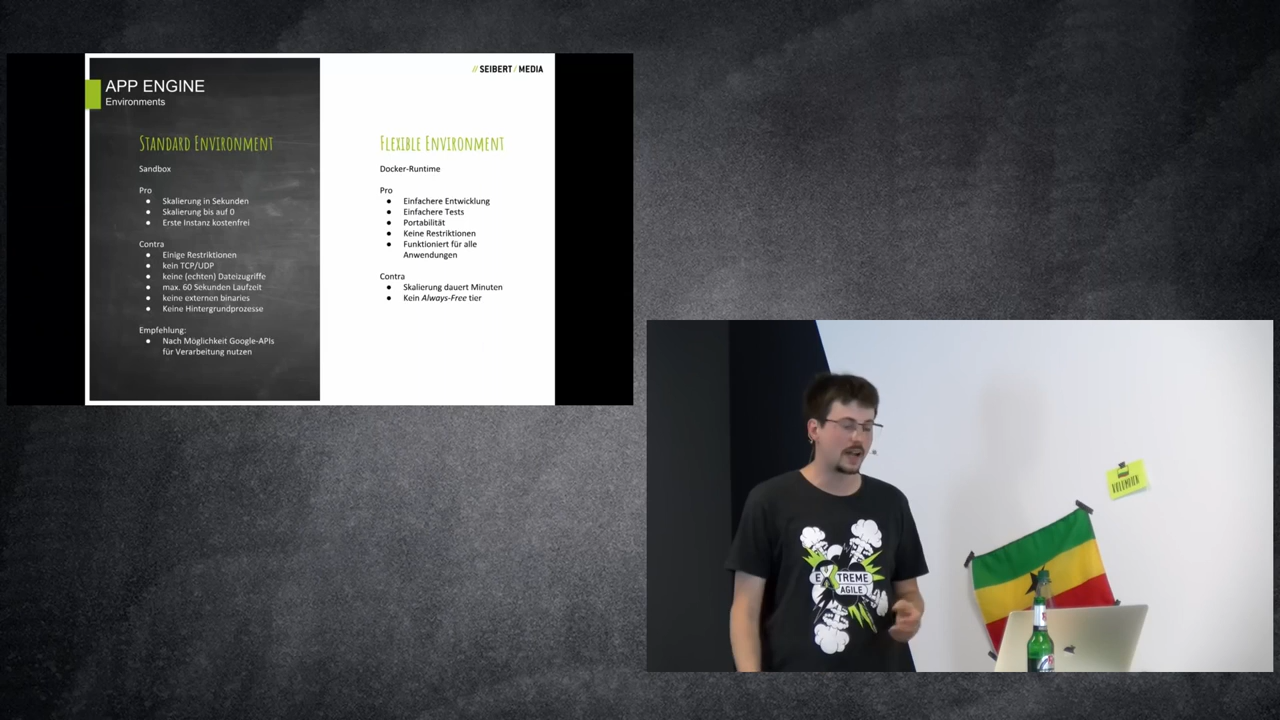 APP ENGINE
Environments
// SEIBERT / MEDIA
STANDARD ENVIRONMENT
Sandbox
Pro
● Skalierung in Sekunden
● Skalierung bis auf 0
● Erste Instanz kostenfrei
Contra
● Einige Restriktionen
● kein TCP/UDP
● keine (echten) Dateizugriffe
● max. 60 Sekunden Laufzeit
● keine externen binaries
● Keine Hintergrundprozesse
Empfehlung:
● Nach Möglichkeit Google-APIs
für Verarbeitung nutzen
FLEXIBLE ENVIRONMENT
Docker-Runtime
Pro
● Einfachere Entwicklung
● Einfachere Tests
● Portabilität
● Keine Restriktionen
● Funktioniert für alle
Anwendungen
Contra
● Skalierung dauert Minuten
● Kein Always-Free tier
EXTREME
AGILE